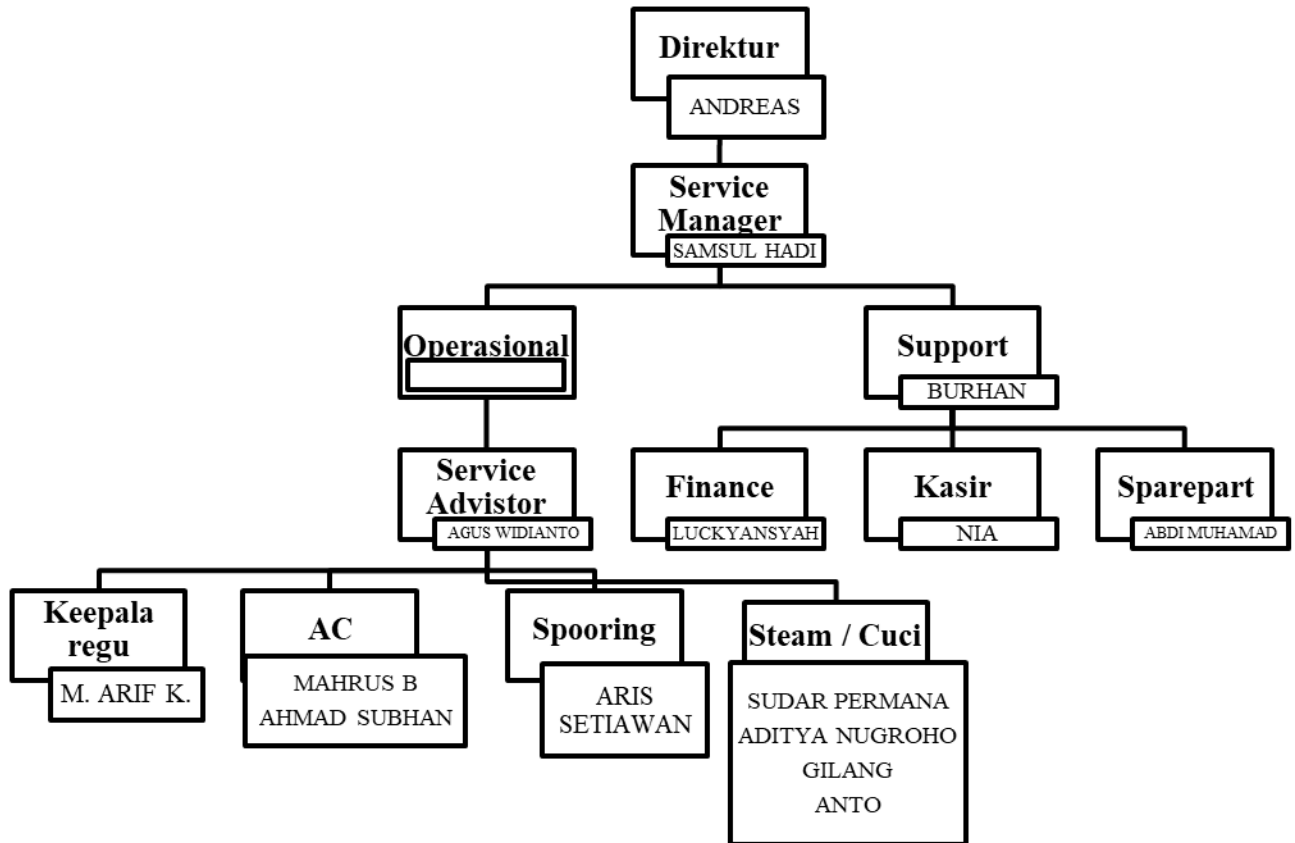 Direktur
ANDREAS
Service
Manager
SAMSUL HADI
Operasional
Support
BURHAN
Service
Advistor
AGUS WIDIANTO
Finance
LUCKYANSYAH
Kasir
NIA
Sparepart
ABDI MUHAMAD
Keepala
regu
M. ARIF K.
AC
MAHRUS B
AHMAD SUBHAN
Spooring
ARIS
SETIAWAN
Steam / Cuci
SUDAR PERMANA
ADITYA NUGROHO
GILANG
ANTO